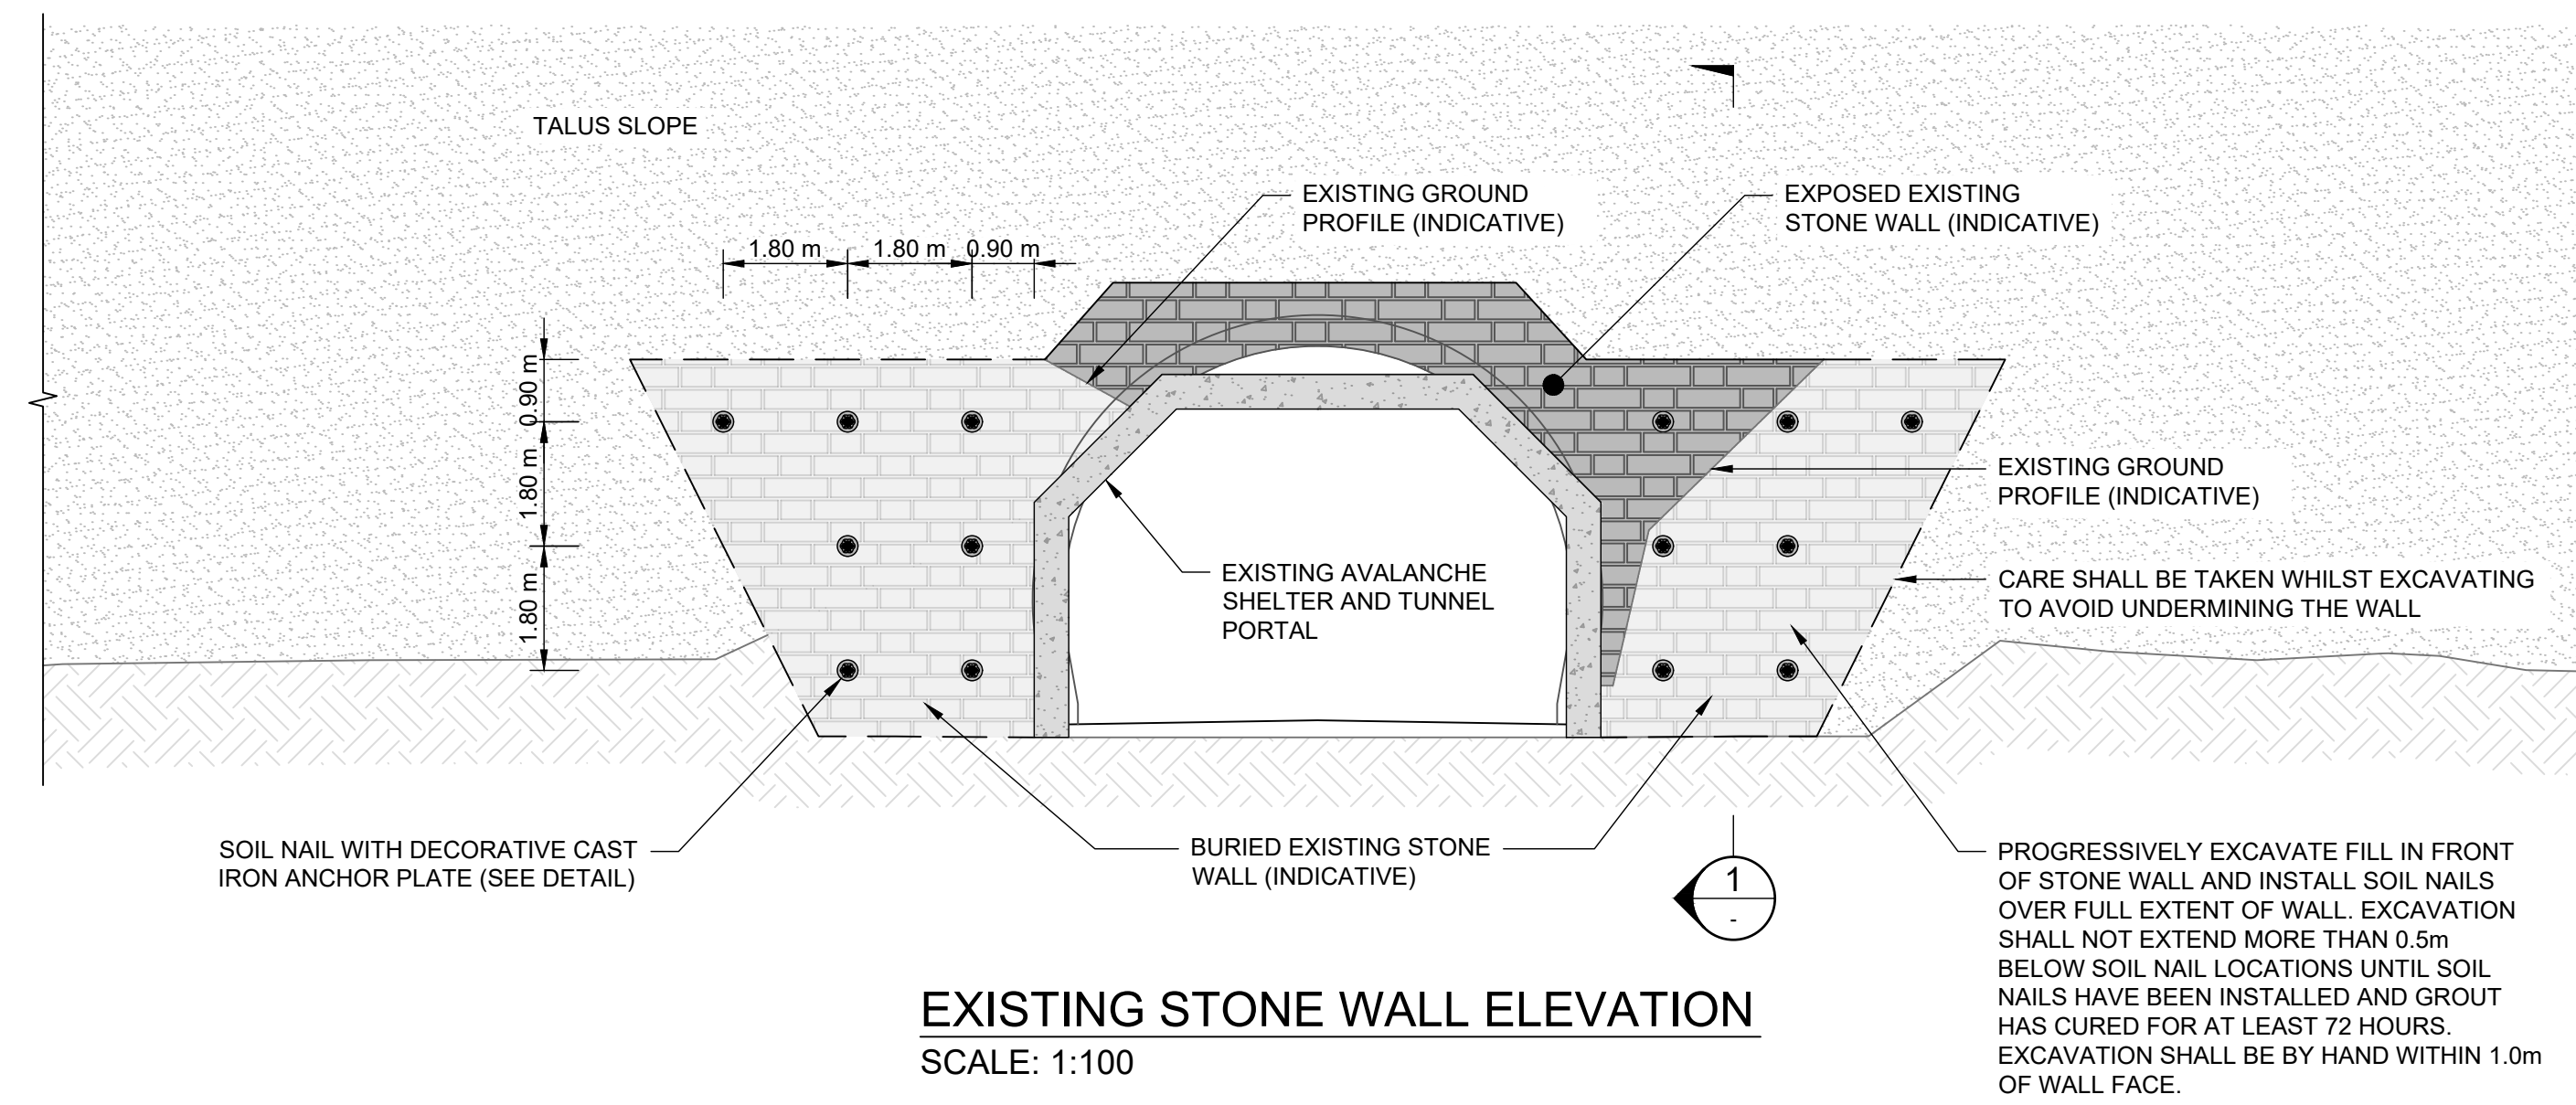 TALUS SLOPE
EXISTING GROUND
PROFILE (INDICATIVE)
EXPOSED EXISTING
STONE WALL (INDICATIVE)
1.80 m
1.80 m
0.90 m
0.90 m
1.80 m
1.80 m
EXISTING GROUND
PROFILE (INDICATIVE)
EXISTING AVALANCHE
SHELTER AND TUNNEL
PORTAL
CARE SHALL BE TAKEN WHILST EXCAVATING
TO AVOID UNDERMINING THE WALL
SOIL NAIL WITH DECORATIVE CAST
IRON ANCHOR PLATE (SEE DETAIL)
BURIED EXISTING STONE
WALL (INDICATIVE)
1
-
PROGRESSIVELY EXCAVATE FILL IN FRONT
OF STONE WALL AND INSTALL SOIL NAILS
OVER FULL EXTENT OF WALL. EXCAVATION
SHALL NOT EXTEND MORE THAN 0.5m
BELOW SOIL NAIL LOCATIONS UNTIL SOIL
NAILS HAVE BEEN INSTALLED AND GROUT
HAS CURED FOR AT LEAST 72 HOURS.
EXCAVATION SHALL BE BY HAND WITHIN 1.0m
OF WALL FACE.
EXISTING STONE WALL ELEVATION
SCALE: 1:100